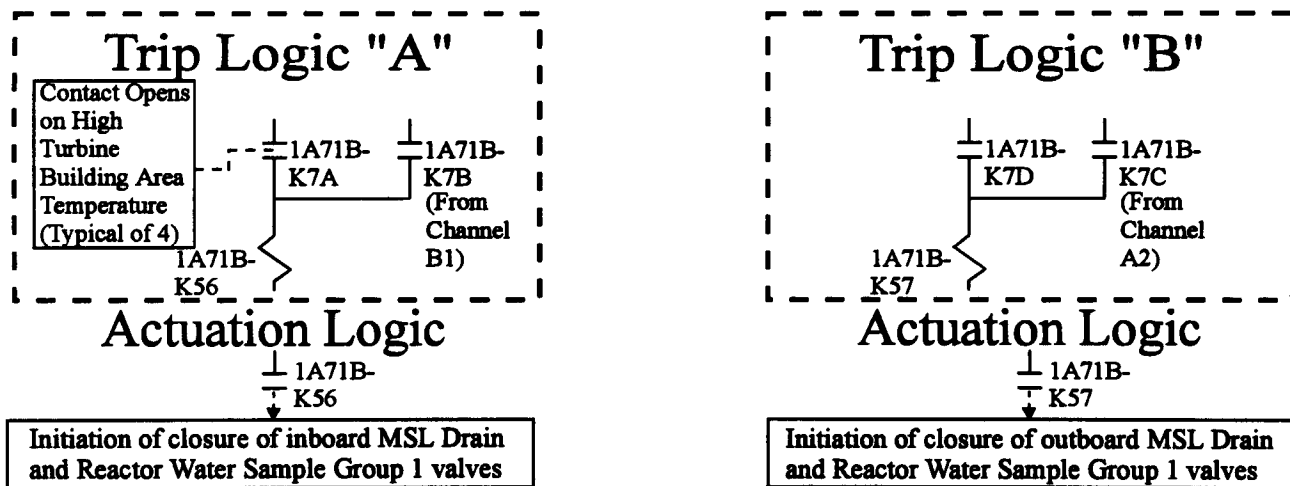 Trip Logic "A"
Contact Opens
on High
Turbine
Building Area
Temperature
(Typical of 4)
1A71B-
K7A
1A71B-
K7B
(From
Channel
B1)
1A71B-
K56
Actuation Logic
1A71B-
K56
Initiation of closure of inboard MSL Drain
and Reactor Water Sample Group 1 valves
Trip Logic "B"
1A71B-
K7D
1A71B-
K7C
(From
Channel
A2)
1A71B-
K57
Actuation Logic
1A71B-
K57
Initiation of closure of outboard MSL Drain
and Reactor Water Sample Group 1 valves